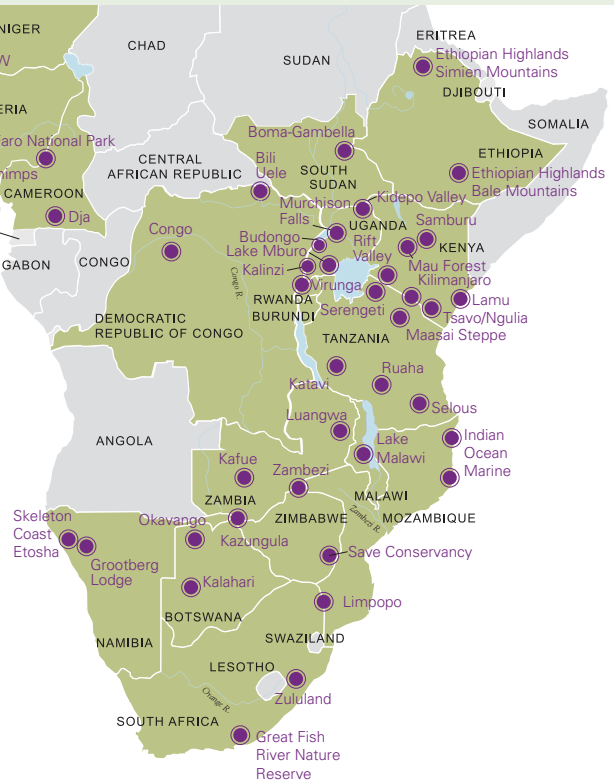 NIGER
CHAD
SUDAN
ERITREA
Ethiopian Highlands
Simien Mountains
DJIBOUTI
SOMALIA
ETHIOPIA
Ethiopian Highlands
Bale Mountains
W
ERIA
aro National Park
himps
CAMEROON
Dja
CENTRAL
AFRICAN REPUBLIC
Boma-Gambella
Bili
Uele
SOUTH
SUDAN
Murchison
Falls
Kidepo Valley
UGANDA
Samburu
KENYA
Budongo
Rift
Valley
Lake Mburo
Mau Forest
Kalinzi
Kilimanjaro
Virunga
Lamu
Serengeti
Tsavo/Ngulia
Maasai Steppe
GABON
CONGO
Congo
Congo R.
RWANDA
BURUNDI
DEMOCRATIC
REPUBLIC OF CONGO
TANZANIA
Ruaha
Katavi
Selous
Luangwa
Lake
Malawi
Indian
Ocean
Marine
ANGOLA
Kafue
Zambezi
ZAMBIA
MALAWI
Zambezi R.
MOZAMBIQUE
Skeleton
Coast
Etosha
Okavango
ZIMBABWE
Kazungula
Grootberg
Lodge
Save Conservancy
Kalahari
Limpopo
BOTSWANA
NAMIBIA
SWAZILAND
LESOTHO
Zululand
Orange R.
SOUTH AFRICA
Great Fish
River Nature
Reserve